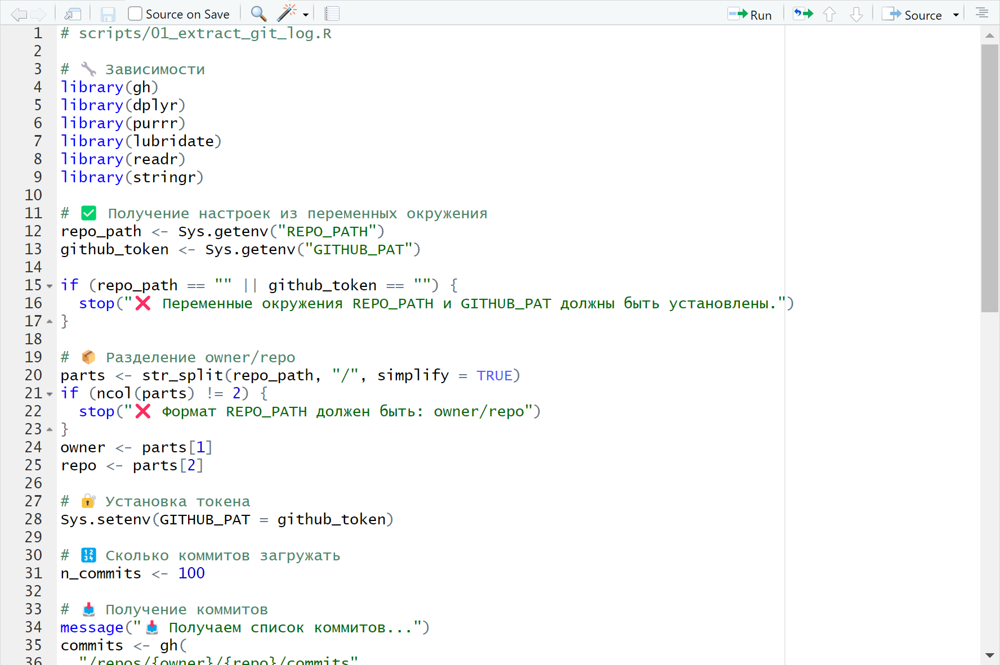 Source on Save Run Source
1 # scripts/01_extract_git_log.R
2
3 # 🔧 Зависимости
4 library(gh)
5 library(dplyr)
6 library(purrr)
7 library(lubridate)
8 library(readr)
9 library(stringr)
10
11 # ✅ Получение настроек из переменных окружения
12 repo_path <- Sys.getenv("REPO_PATH")
13 github_token <- Sys.getenv("GITHUB_PAT")
14
15 if (repo_path == "" || github_token == "") {
16   stop("❌ Переменные окружения REPO_PATH и GITHUB_PAT должны быть установлены.")
17 }
18
19 # 📦 Разделение owner/repo
20 parts <- str_split(repo_path, "/", simplify = TRUE)
21 if (ncol(parts) != 2) {
22   stop("❌ Формат REPO_PATH должен быть: owner/repo")
23 }
24 owner <- parts[1]
25 repo <- parts[2]
26
27 # 🔐 Установка токена
28 Sys.setenv(GITHUB_PAT = github_token)
29
30 # 🔢 Сколько коммитов загружать
31 n_commits <- 100
32
33 # 📥 Получение коммитов
34 message("📥 Получаем список коммитов...")
35 commits <- gh(
36   "/repos/{owner}/{repo}/commits"